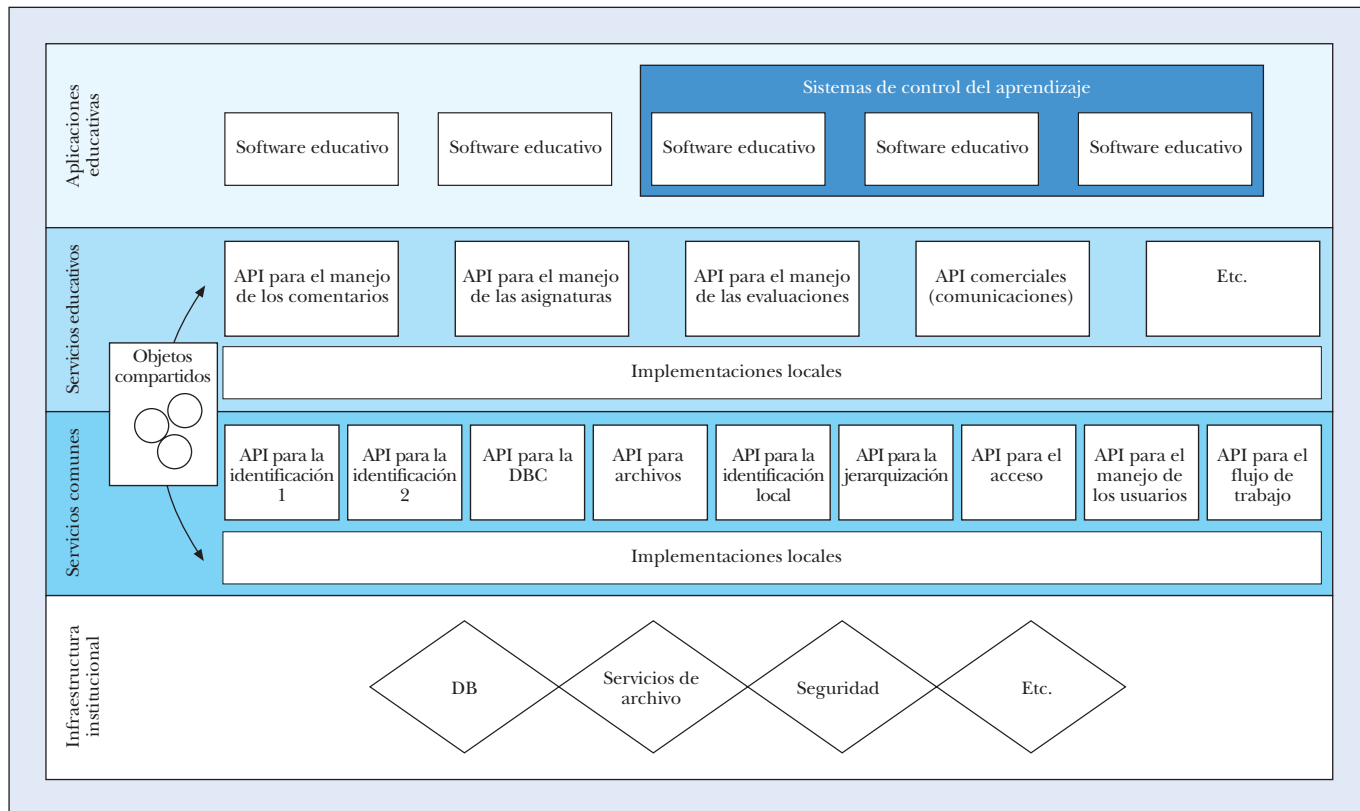 Aplicaciones
educativas
Sistemas de control del aprendizaje
Software educativo
Software educativo
Software educativo
Software educativo
Software educativo
Servicios educativos
API para el manejo
de los comentarios
API para el manejo
de las asignaturas
API para el manejo
de las evaluaciones
API comerciales
(comunicaciones)
Etc.
Objetos
compartidos
Implementaciones locales
Servicios comunes
API para la
identificación
1
API para la
identificación
2
API para la
DBC
API para
archivos
API para la
identificación
local
API para la
jerarquización
API para el
acceso
API para el
manejo de
los usuarios
API para el
flujo de
trabajo
Implementaciones locales
Infraestructura
institucional
DB
Servicios de
archivo
Seguridad
Etc.